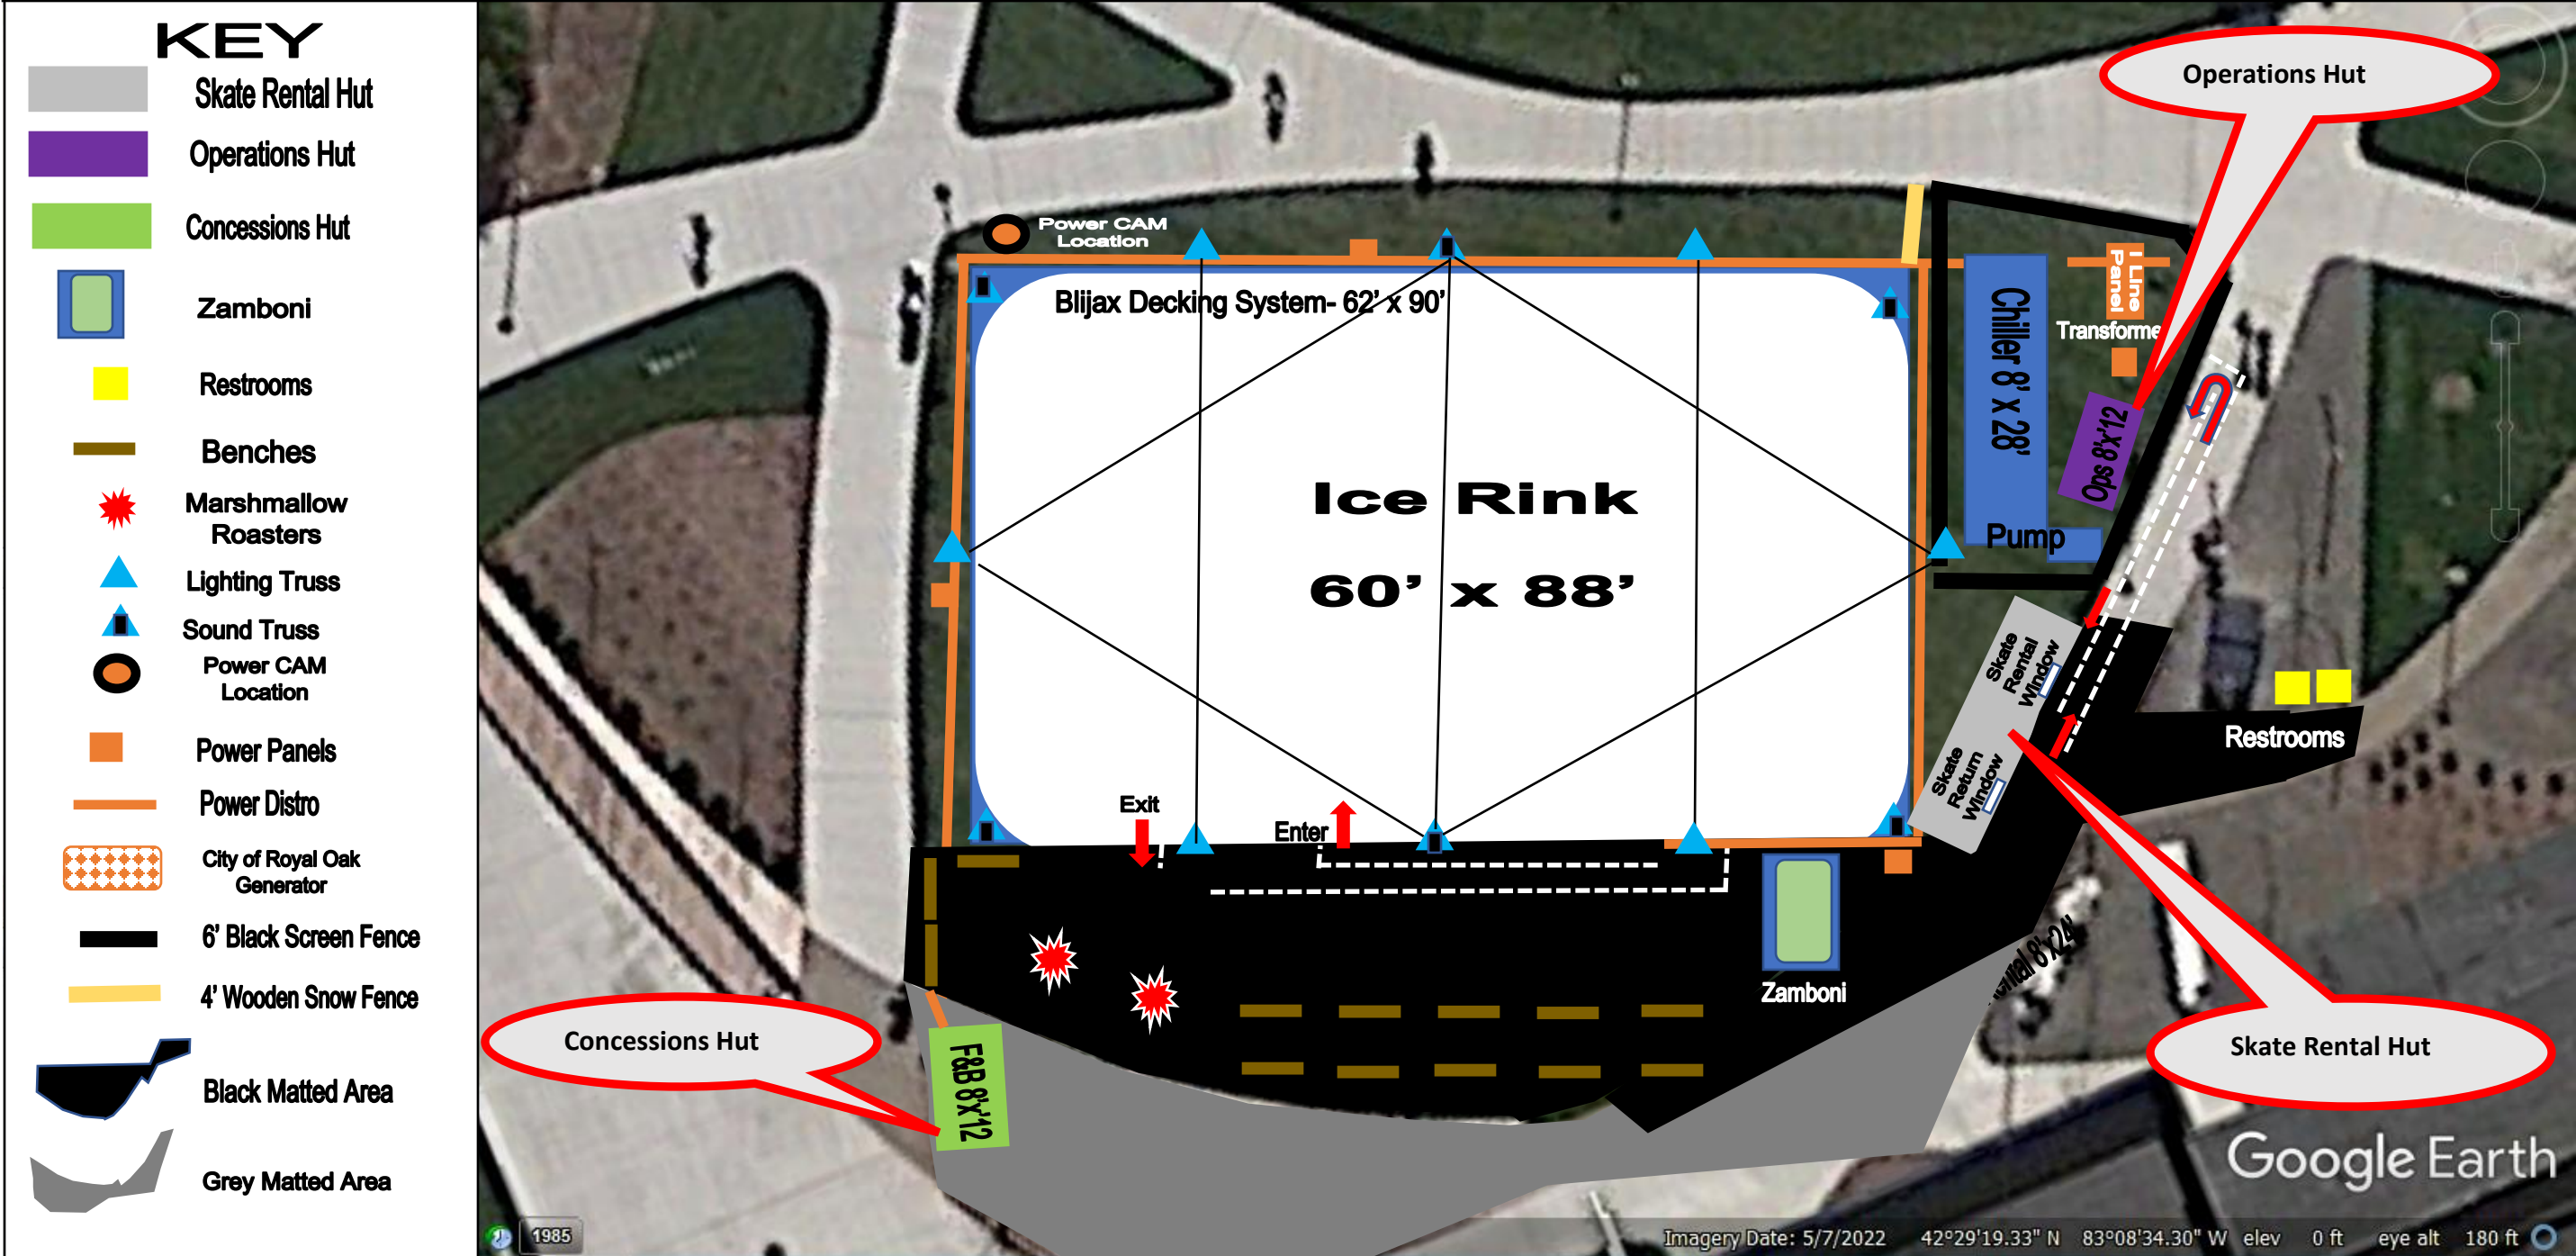 KEY
Skate Rental Hut
Operations Hut
Concessions Hut
Zamboni
Restrooms
Benches
Marshmallow
Roasters
Lighting Truss
Sound Truss
Power CAM
Location
Power Panels
Power Distro
City of Royal Oak
Generator
6' Black Screen Fence
4' Wooden Snow Fence
Black Matted Area
Grey Matted Area
Operations Hut
Power CAM
Location
Blijax Decking System- 62' x 90'
I Line
Panel
Transforme
Chiller 8' x 28'
Ops 8'x'12
Ice Rink
60' x 88'
Pump
Skate
Rental
Window
Skate
Return
Window
Restrooms
Exit
Enter
Zamboni
8'x24'
Concessions Hut
F&B 8'x'12
Skate Rental Hut
Google Earth
1985
Imagery Date: 5/7/2022 42°29'19.33" N 83°08'34.30" W elev 0 ft eye alt 180 ft